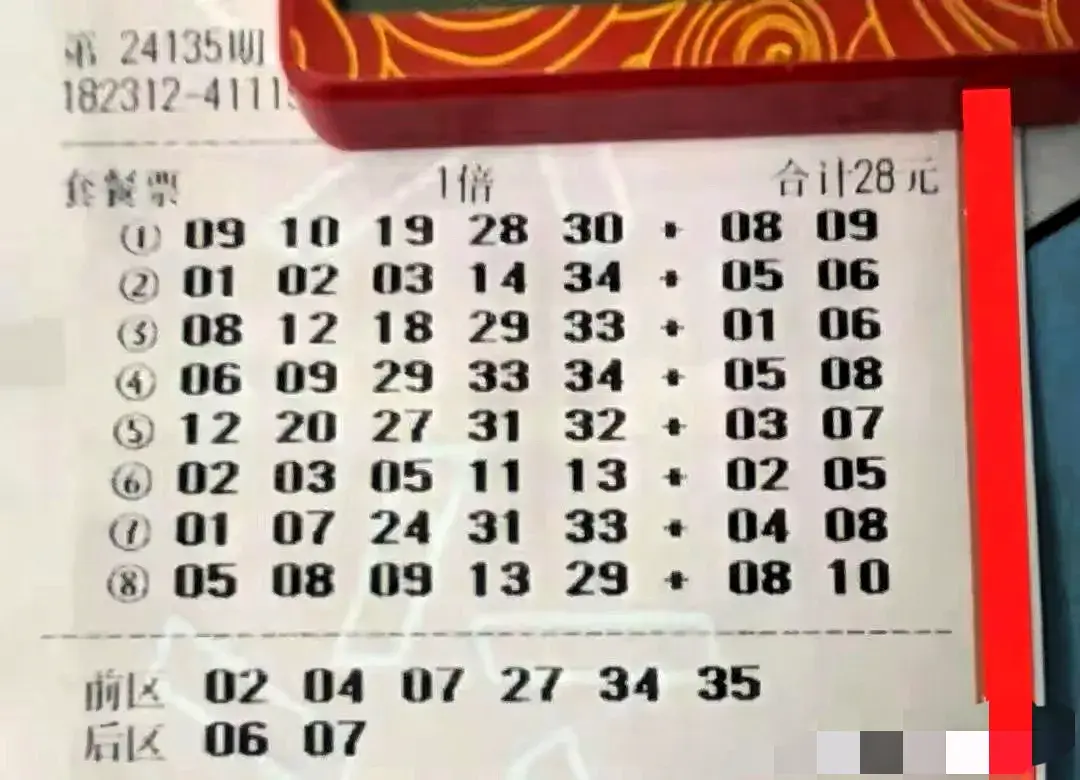 第 24135期
182312-4111
套餐票 1倍 合计28元
① 09 10 19 28 30 + 08 09
② 01 02 03 14 34 + 05 06
③ 08 12 18 29 33 + 01 06
④ 06 09 29 33 34 + 05 08
⑤ 12 20 27 31 32 + 03 07
⑥ 02 03 05 11 13 + 02 05
⑦ 01 07 24 31 33 + 04 08
⑧ 05 08 09 13 29 + 08 10
前区 02 04 07 27 34 35
后区 06 07